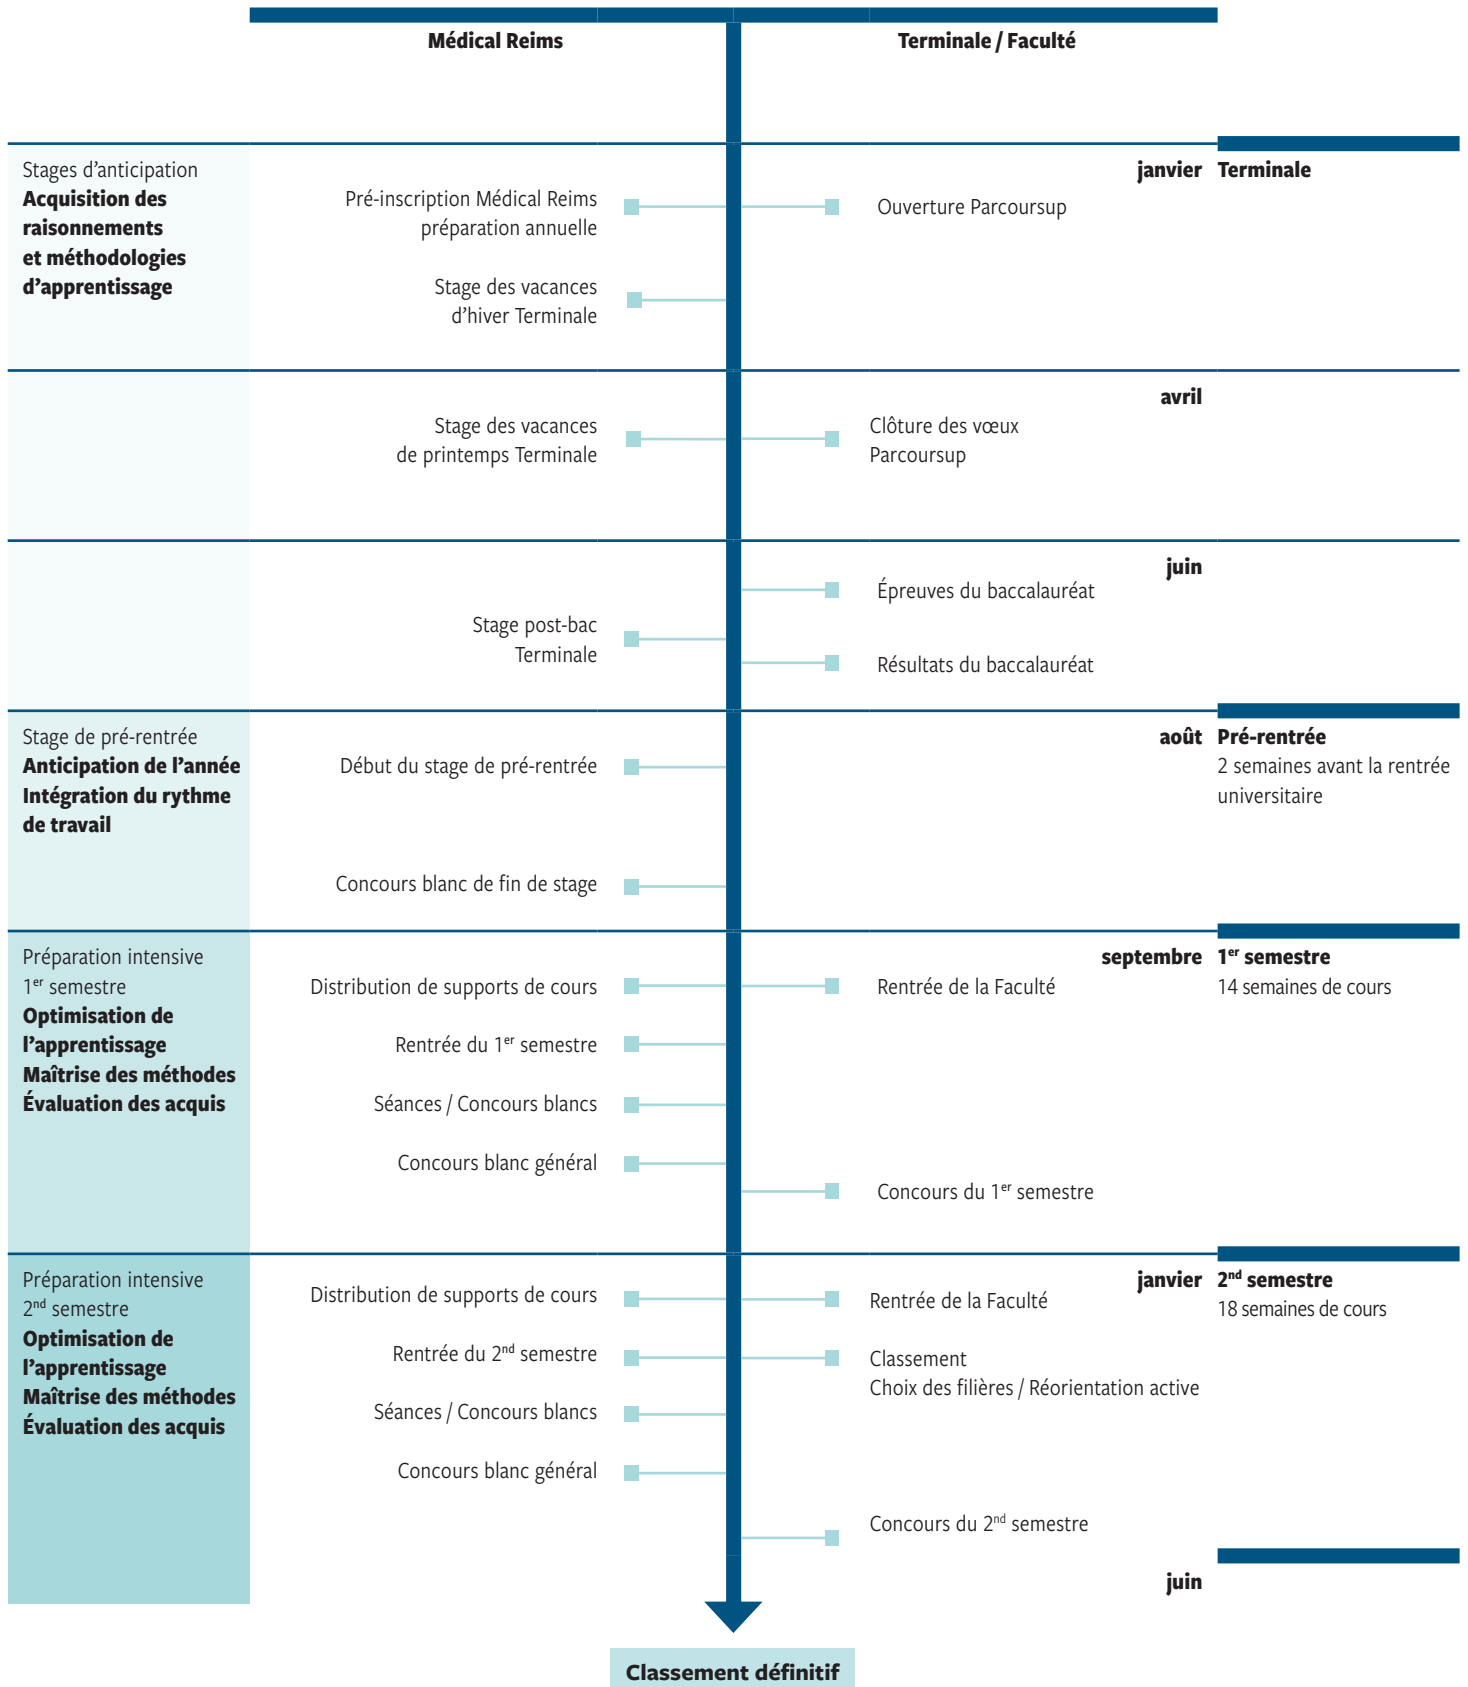 Médical Reims
Terminale / Faculté
Stages d’anticipation
Acquisition des
raisonnements
et méthodologies
d’apprentissage
Pré-inscription Médical Reims
préparation annuelle
Stage des vacances
d’hiver Terminale
janvier
Terminale
Ouverture Parcoursup
avril
Stage des vacances
de printemps Terminale
Clôture des vœux
Parcoursup
juin
Épreuves du baccalauréat
Stage post-bac
Terminale
Résultats du baccalauréat
Stage de pré-rentrée
Anticipation de l’année
Intégration du rythme
de travail
Début du stage de pré-rentrée
Concours blanc de fin de stage
août
Pré-rentrée
2 semaines avant la rentrée
universitaire
Préparation intensive
1er semestre
Optimisation de
l’apprentissage
Maîtrise des méthodes
Évaluation des acquis
Distribution de supports de cours
Rentrée du 1er semestre
Séances / Concours blancs
Concours blanc général
septembre
1er semestre
14 semaines de cours
Rentrée de la Faculté
Concours du 1er semestre
Préparation intensive
2nd semestre
Optimisation de
l’apprentissage
Maîtrise des méthodes
Évaluation des acquis
Distribution de supports de cours
Rentrée du 2nd semestre
Séances / Concours blancs
Concours blanc général
janvier
2nd semestre
18 semaines de cours
Rentrée de la Faculté
Classement
Choix des filières / Réorientation active
Concours du 2nd semestre
juin
Classement définitif